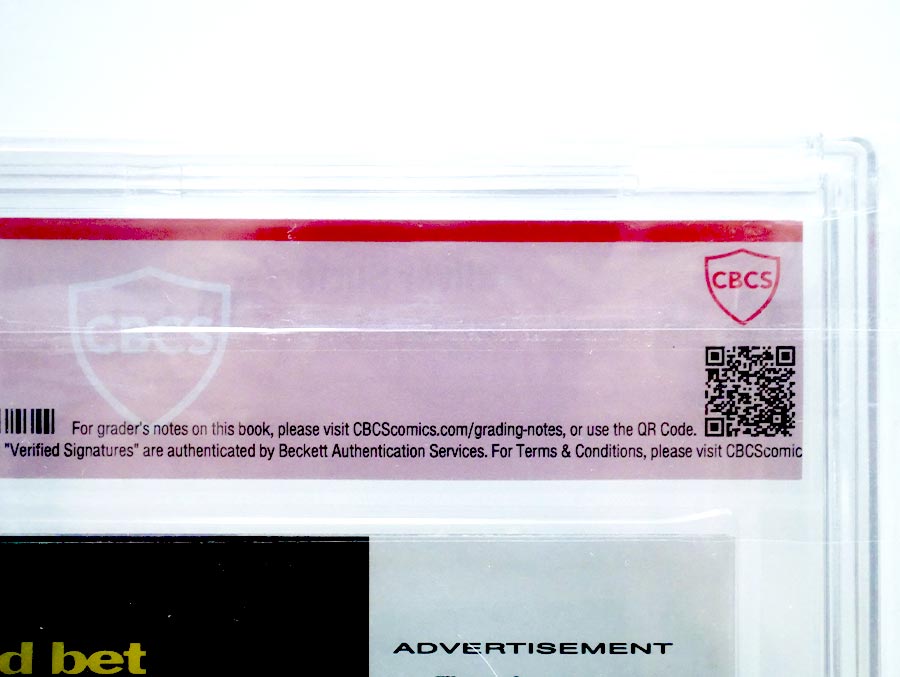 CBCS
CBCS
For grader's notes on this book, please visit CBCScomics.com/grading-notes, or use the QR Code.
"Verified Signatures" are authenticated by Beckett Authentication Services. For Terms & Conditions, please visit CBCScomic
d bet
ADVERTISEMENT